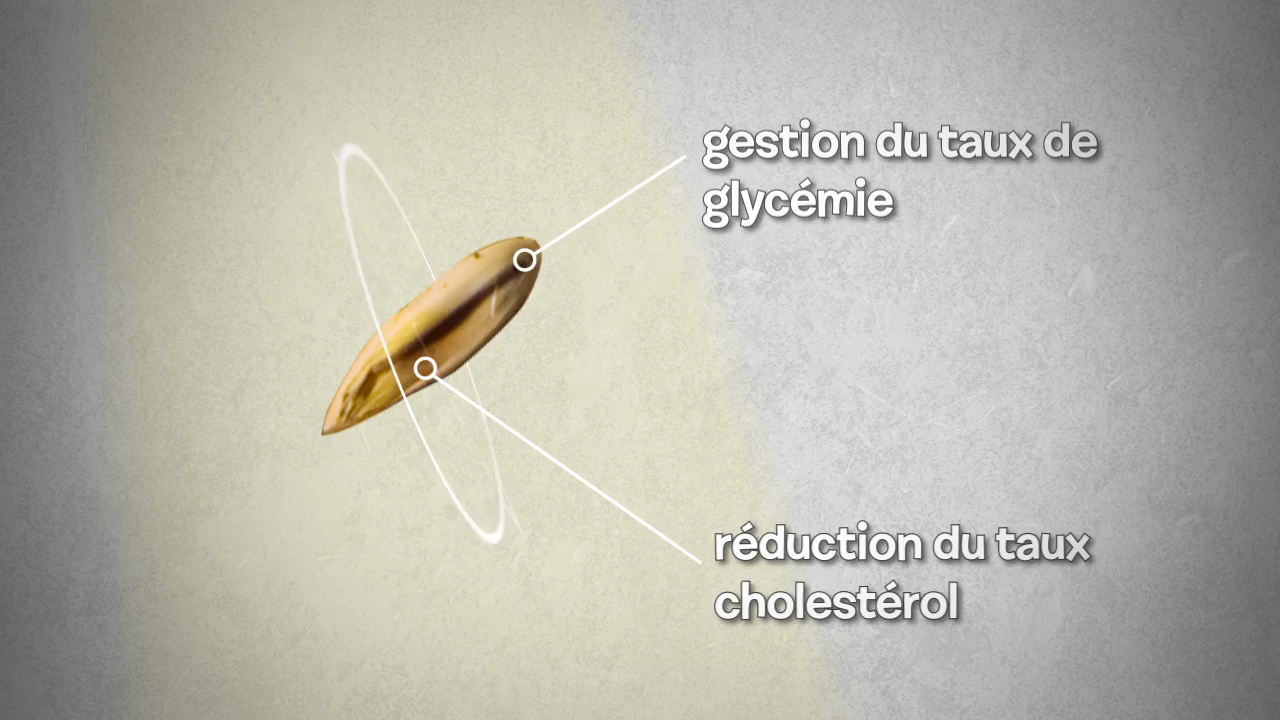 gestion du taux de
glycémie
réduction du taux
cholestérol